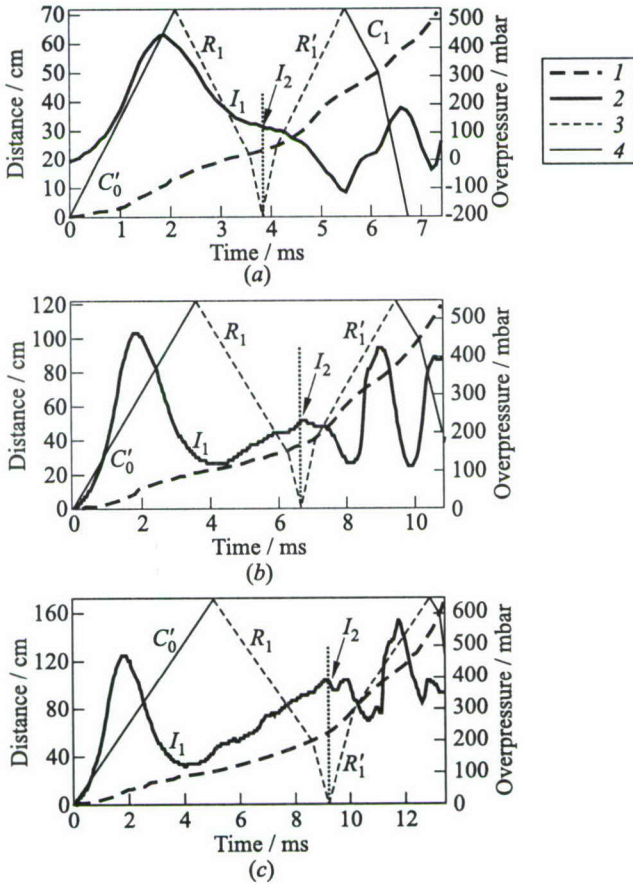 70
60
50
40
30
20
10
0
Distance / cm
C′0
R1
I1
I2
R′1
C1
500
400
300
200
100
0
-100
-200
Overpressure / mbar
0 1 2 3 4 5 6 7
Time / ms
(a)
1
2
3
4
120
100
80
60
40
20
0
Distance / cm
C′0
I1
R1
I2
R′1
500
400
300
200
100
0
Overpressure / mbar
0 2 4 6 8 10
Time / ms
(b)
160
120
80
40
0
Distance / cm
C′0
I1
R1
I2
R′1
600
500
400
300
200
100
0
Overpressure / mbar
0 2 4 6 8 10 12
Time / ms
(c)